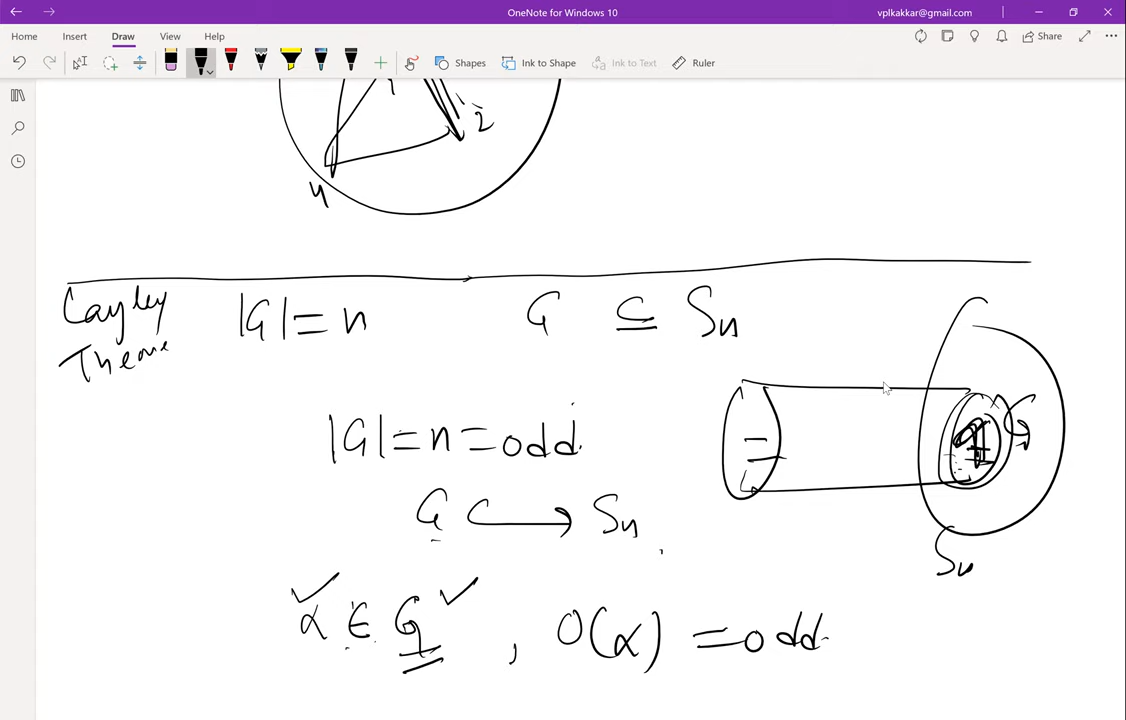 OneNote for Windows 10
vplkakkar@gmail.com
Home Insert Draw View Help
Share
Shapes Ink to Shape Ink to Text Ruler
2
4
Cayley |G| = n G ⊆ Sn
Theme
|G| = n = odd.
G ↪ Sn
G
Sn
α ∈ G , O(α) = odd